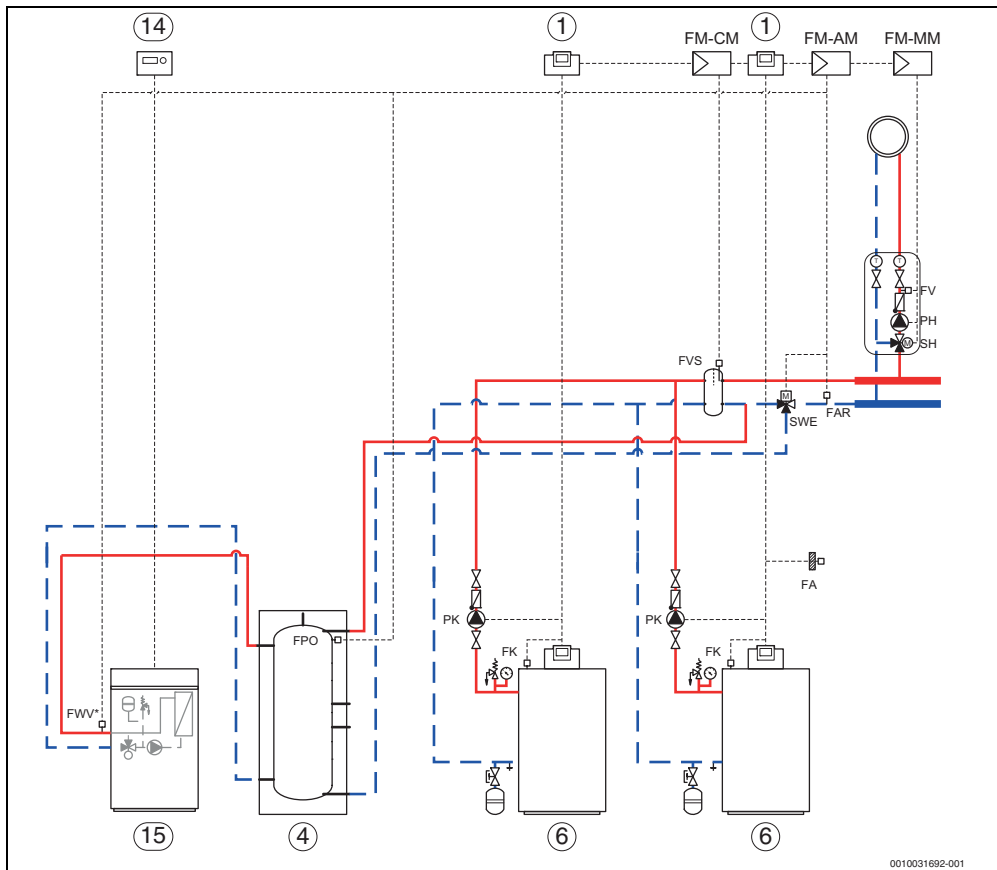 14
1
1
FM-CM
FM-AM
FM-MM
T
T
FV
PH
M
SH
FVS
M
SWE
FAR
FA
PK
PK
FPO
FK
FK
FWV*
15
4
6
6
0010031692-001